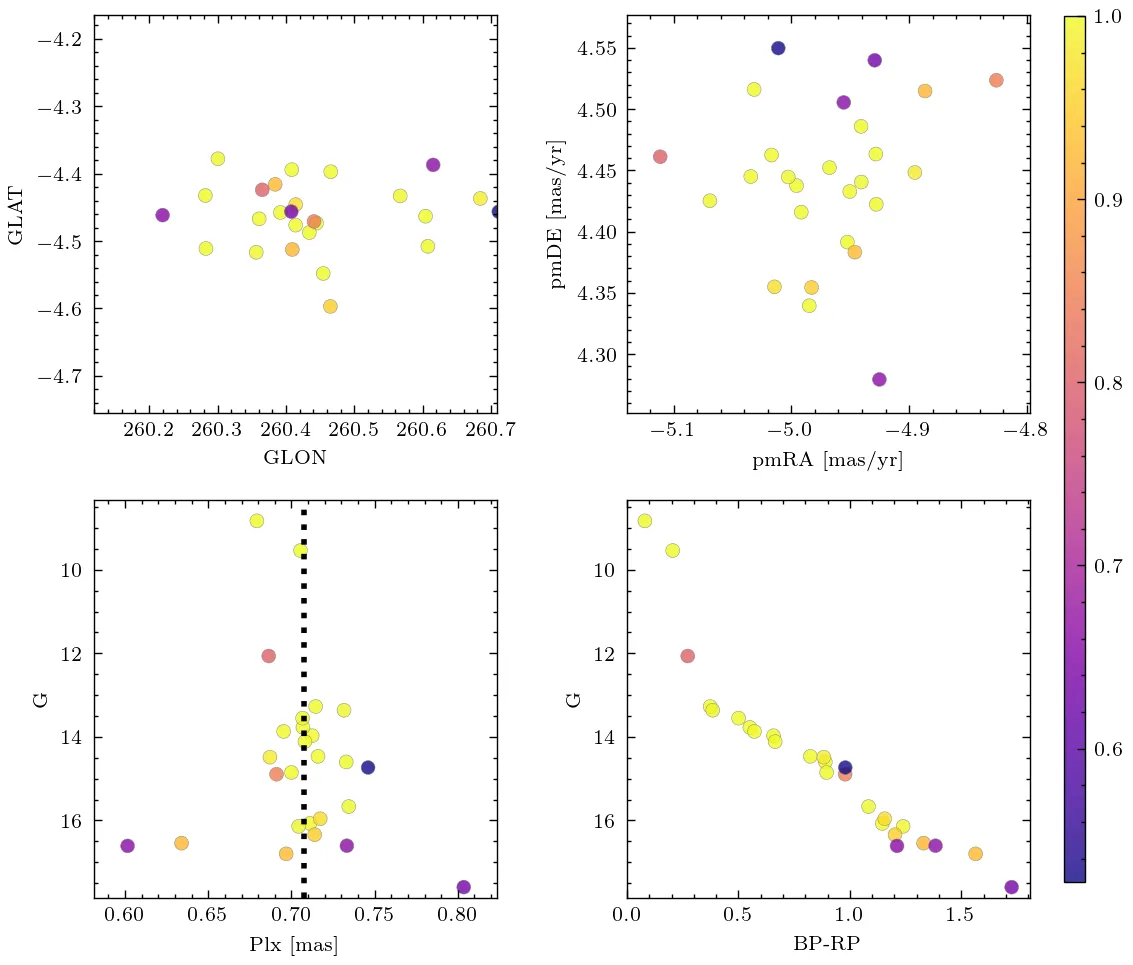 −4.2
−4.3
−4.4
−4.5
−4.6
−4.7
GLAT
260.2 260.3 260.4 260.5 260.6 260.7
GLON
4.55
4.50
4.45
4.40
4.35
4.30
pmDE [mas/yr]
−5.1 −5.0 −4.9 −4.8
pmRA [mas/yr]
10
12
14
16
G
0.60 0.65 0.70 0.75 0.80
Plx [mas]
10
12
14
16
G
0.0 0.5 1.0 1.5
BP-RP
1.0
0.9
0.8
0.7
0.6